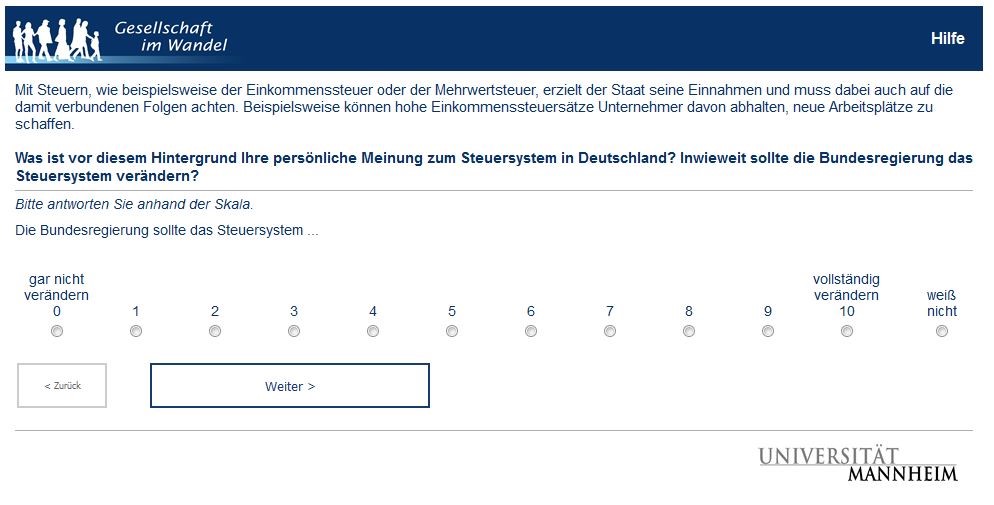 Gesellschaft
im Wandel
Hilfe
Mit Steuern, wie beispielsweise der Einkommenssteuer oder der Mehrwertsteuer, erzielt der Staat seine Einnahmen und muss dabei auch auf die
damit verbundenen Folgen achten. Beispielsweise können hohe Einkommenssteuersätze Unternehmer davon abhalten, neue Arbeitsplätze zu
schaffen.
Was ist vor diesem Hintergrund Ihre persönliche Meinung zum Steuersystem in Deutschland? Inwieweit sollte die Bundesregierung das
Steuersystem verändern?
Bitte antworten Sie anhand der Skala.
Die Bundesregierung sollte das Steuersystem ...
gar nicht vollständig
verändern verändern weiß
0 1 2 3 4 5 6 7 8 9 10 nicht
< Zurück Weiter >
UNIVERSITÄT
MANNHEIM